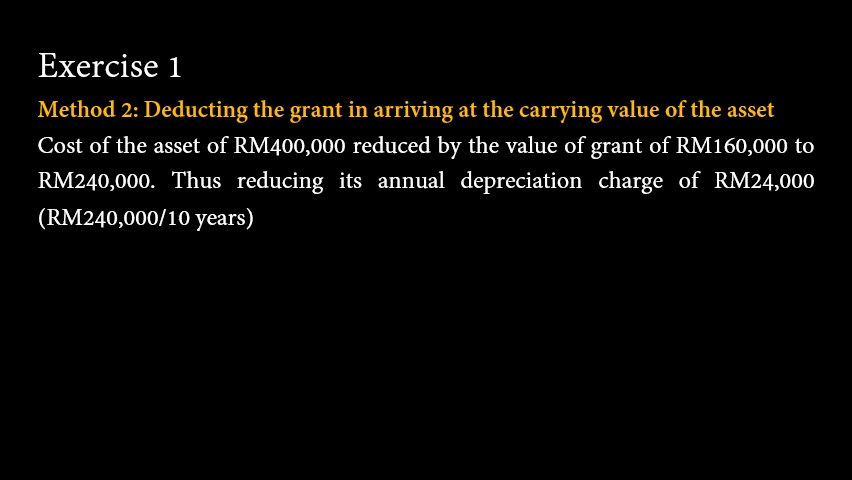 Exercise 1
Method 2: Deducting the grant in arriving at the carrying value of the asset
Cost of the asset of RM400,000 reduced by the value of grant of RM160,000 to
RM240,000. Thus reducing its annual depreciation charge of RM24,000
(RM240,000/10 years)